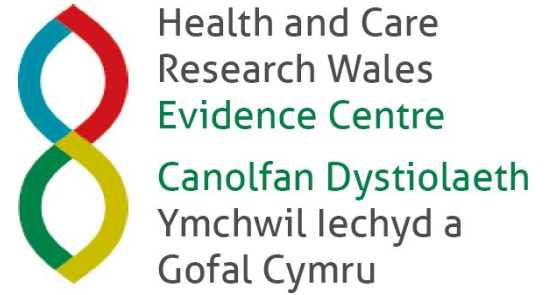 Health and Care
Research Wales
Evidence Centre
Canolfan Dystiolaeth
Ymchwil Iechyd a
Gofal Cymru